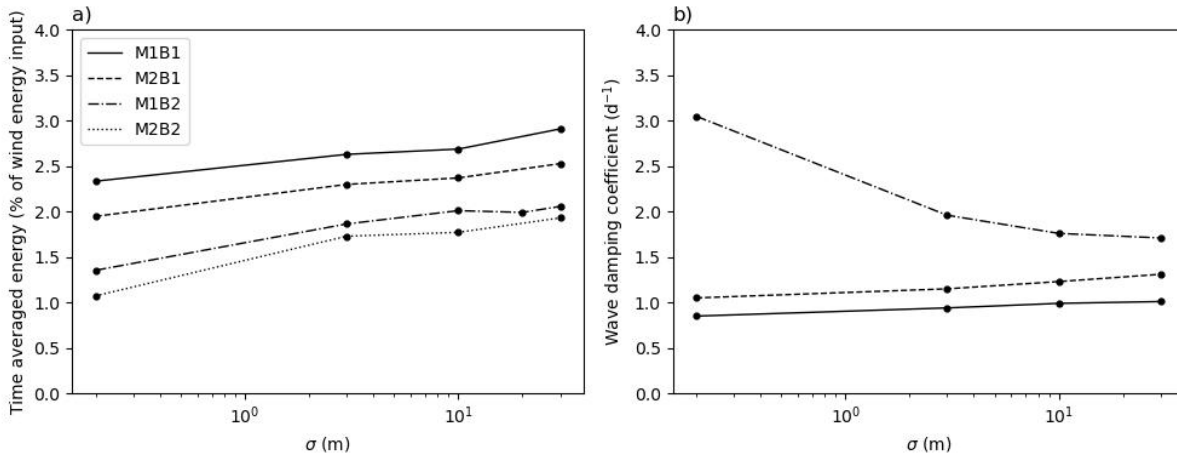 a)
Time averaged energy (% of wind energy input)
4.0
3.5
3.0
2.5
2.0
1.5
1.0
0.5
0.0
M1B1
M2B1
M1B2
M2B2
10⁰
10¹
σ (m)
b)
Wave damping coefficient (d⁻¹)
4.0
3.5
3.0
2.5
2.0
1.5
1.0
0.5
0.0
10⁰
10¹
σ (m)